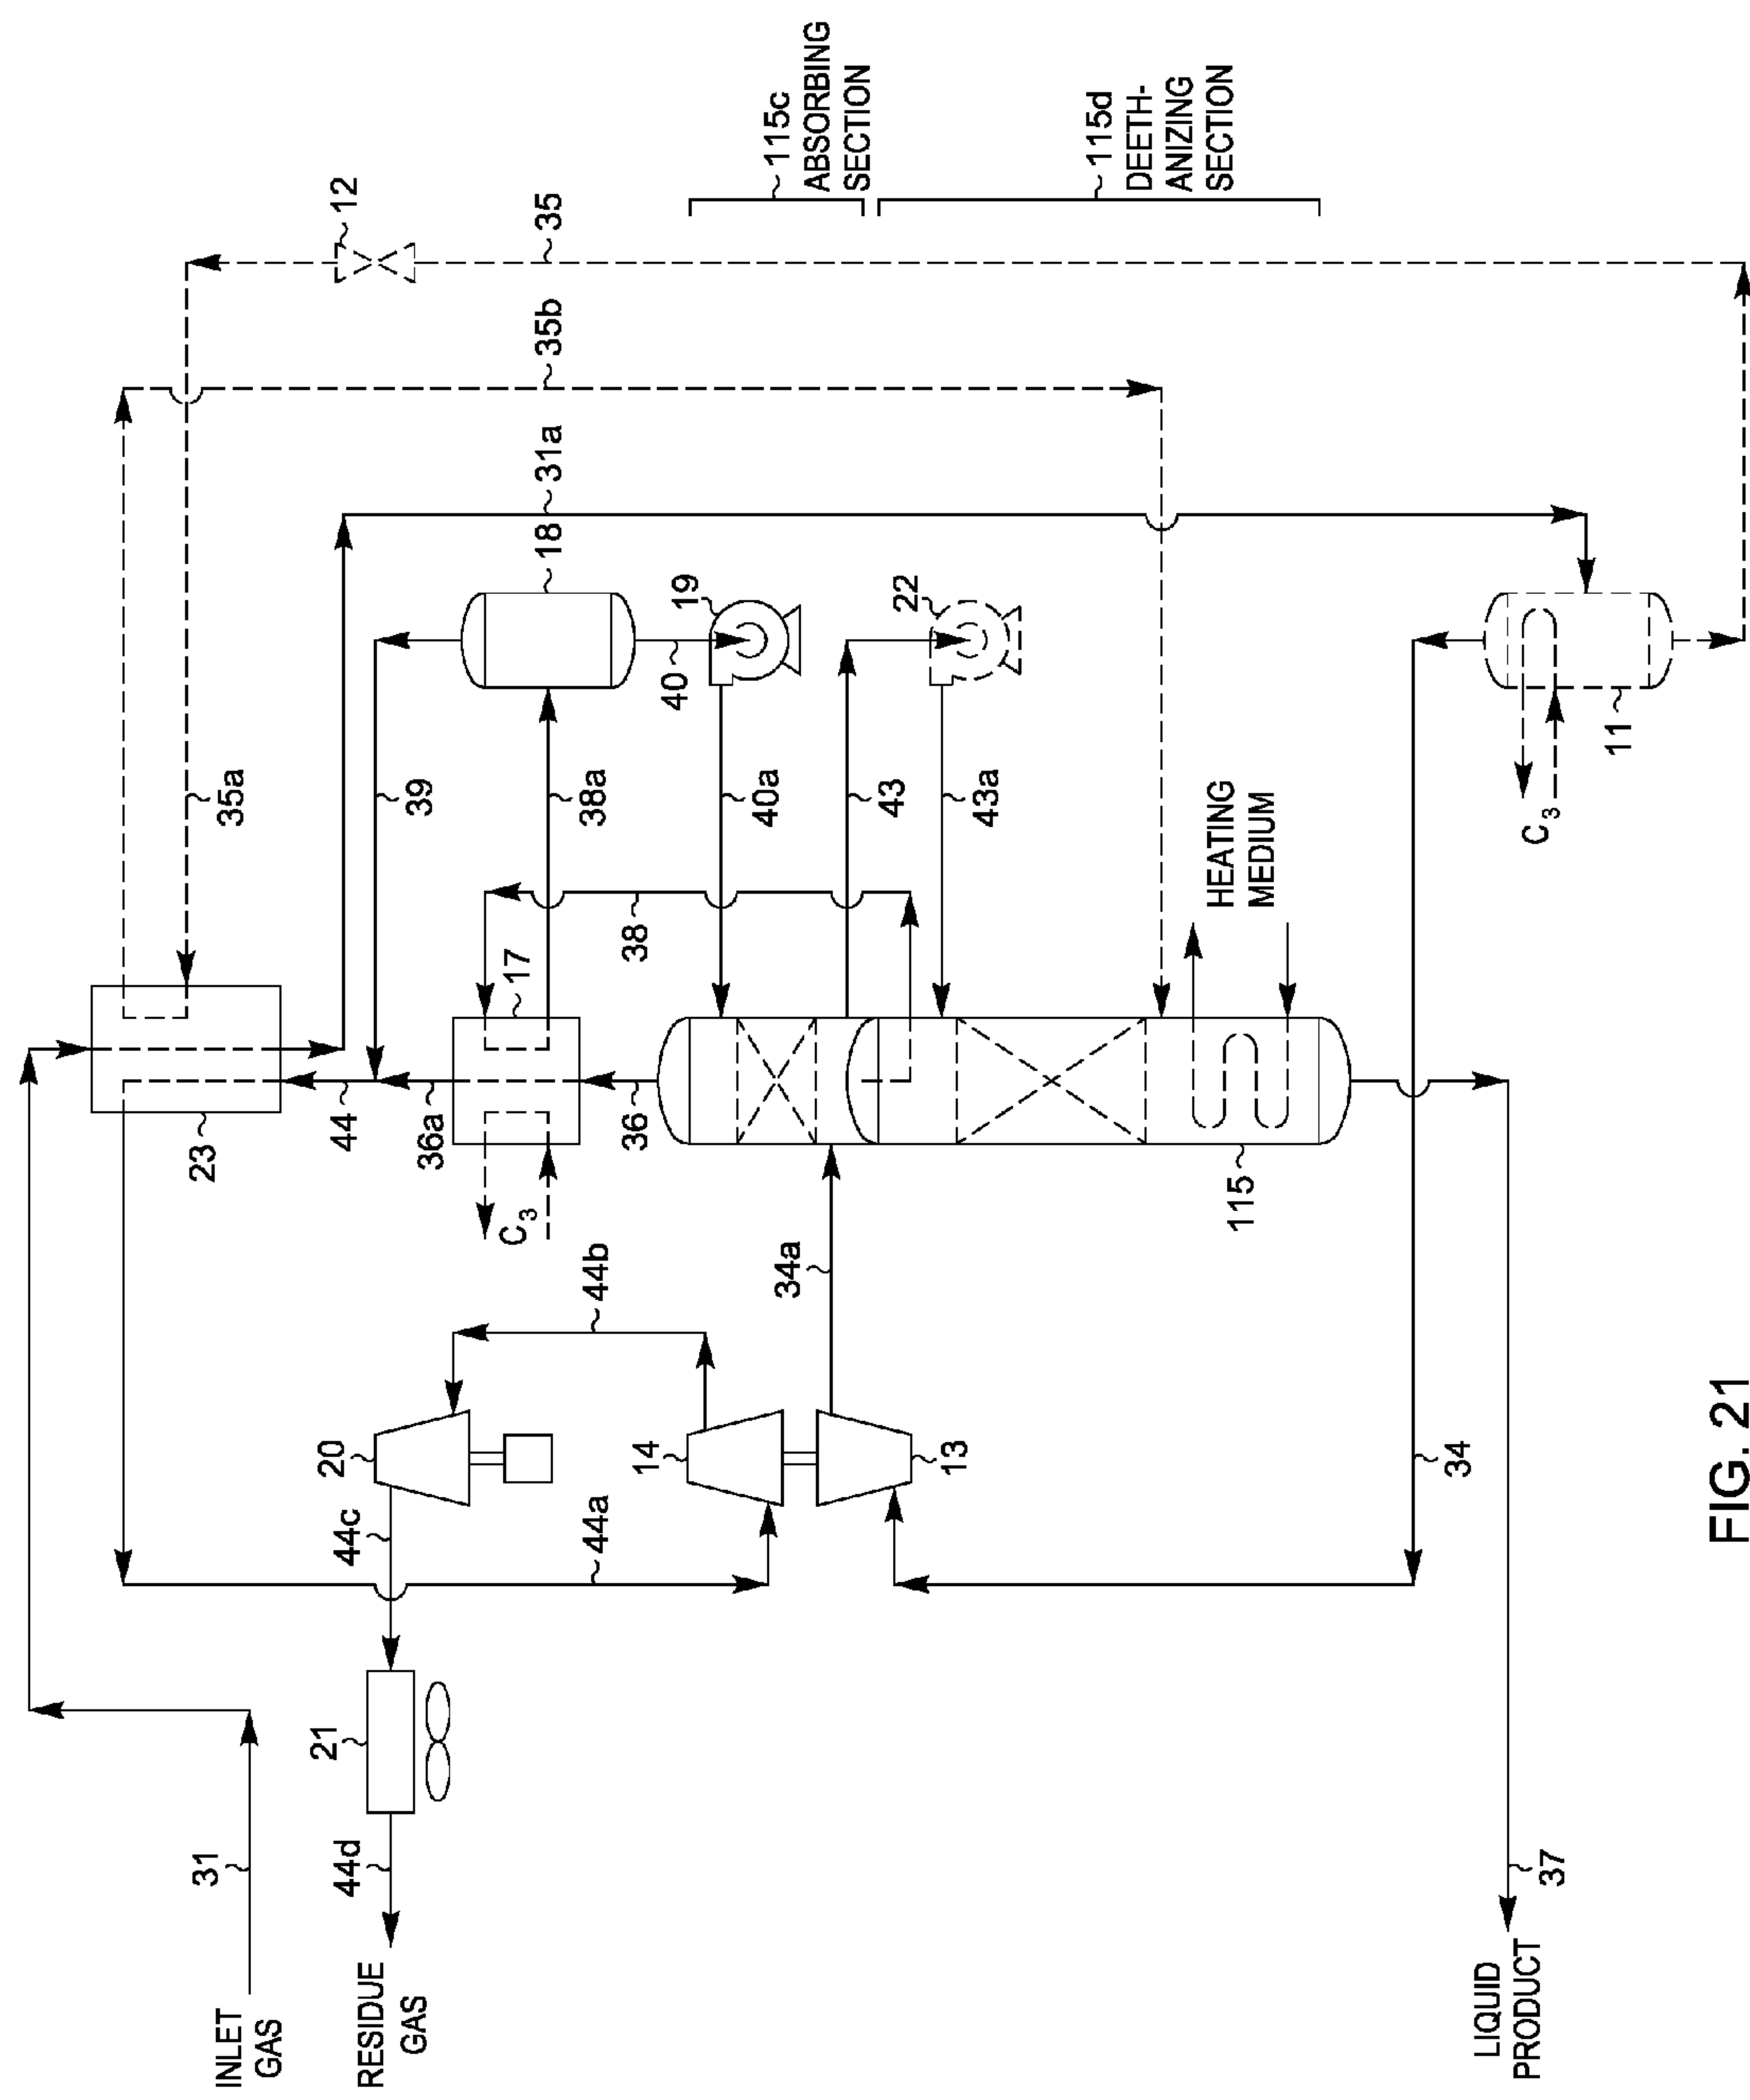 INLET
GAS
31
RESIDUE
GAS
44d
21
44c
44a
20
44b
14
13
34a
23
44
36a
C3
17
36
38
115
35a
39
38a
40
40a
43
43a
19
22
18
31a
35b
35
12
HEATING
MEDIUM
C3
11
34
37
LIQUID
PRODUCT
115c
ABSORBING
SECTION
115d
DEETH-
ANIZING
SECTION
FIG. 21